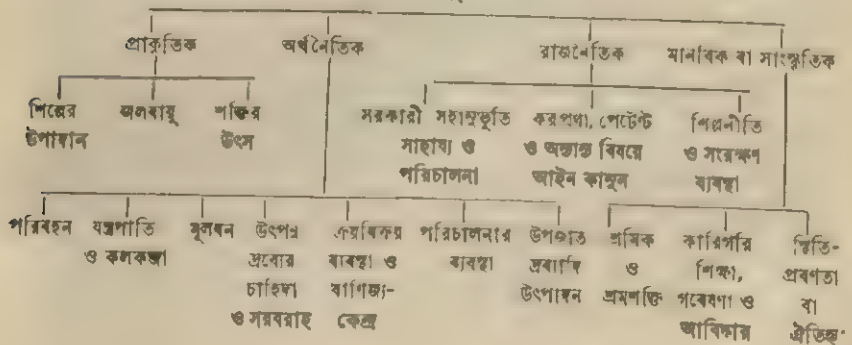 প্রাকৃতিক অর্থনৈতিক রাজনৈতিক মানবিক বা সাংস্কৃতিক
শিল্পের উপাদান
জলবায়ু
শক্তির উৎস
সরকারী সহানুভূতি সাহায্য ও পরিচালনা
করপ্রথা, পেটেন্ট ও অন্যান্য বিষয়ে আইন কানুন
শিল্পনীতি ও সংরক্ষণ ব্যবস্থা
পরিবহন
যন্ত্রপাতি ও কলকব্জা
মূলধন
উৎপন্ন দ্রব্যের চাহিদা ও সরবরাহ
ক্রয়বিক্রয় ব্যবস্থা ও বাণিজ্য-কেন্দ্র
পরিচালনার ব্যবস্থা
উপজাত দ্রব্যাদি উৎপাদন
শ্রমিক ও শ্রমশক্তি
কারিগরি শিক্ষা, গবেষণা ও আবিষ্কার
স্থিতি-প্রবণতা বা ঐতিহ্য